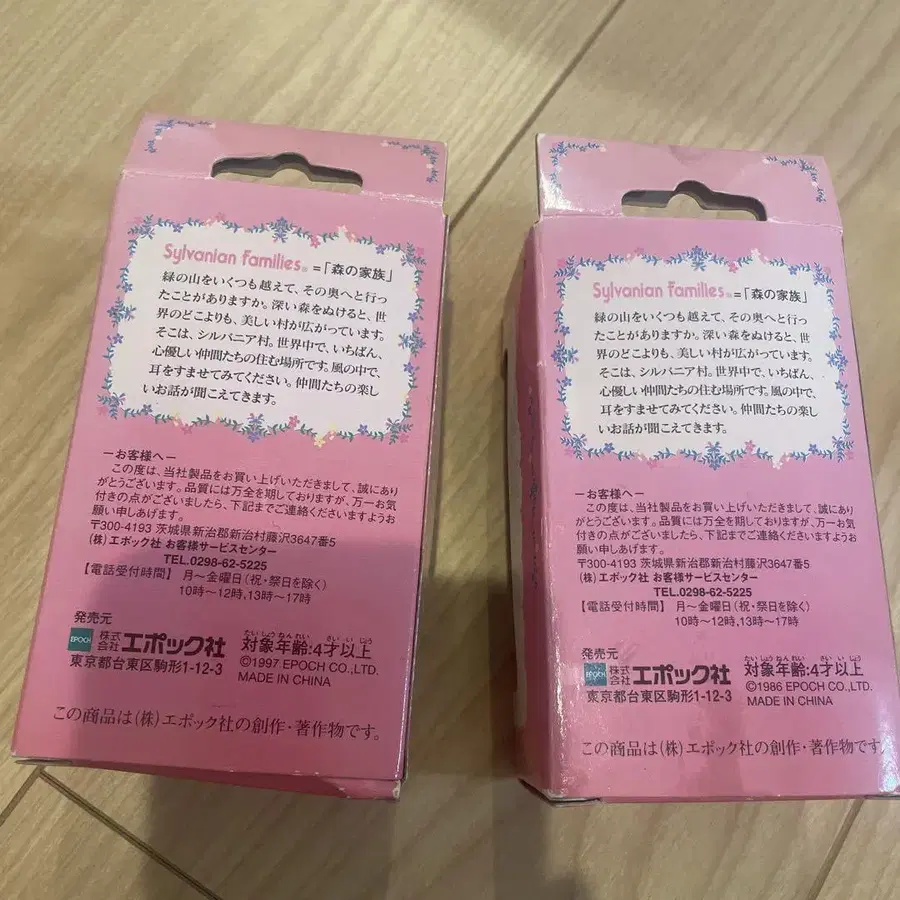 Sylvanian Families =「森の家族」
緑の山をいくつも越えて、その奥へと行っ
たことがありますか。深い森をぬけると、世
界のどこよりも、美しい村が広がっています。
そこは、シルバニア村。世界中で、いちばん、
心優しい仲間たちの住む場所です。風の中で、
耳をすませてみてください。仲間たちの楽し
いお話が聞こえてきます。
ーお客様へー
この度は、当社製品をお買い上げいただきまして、誠にあり
がとうございます。品質には万全を期しておりますが、万一お気
付きの点がございましたら、下記までご連絡くださいますようお
願い申しあげます。
〒300-4193 茨城県新治郡新治村藤沢3647番5
(株)エポック社 お客様サービスセンター
TEL.0298-62-5225
【電話受付時間】 月〜金曜日(祝・祭日を除く)
10時〜12時,13時〜17時
発売元
EPOCH 株式会社 エポック社
東京都台東区駒形1-12-3
たいしょうねんれい さいいじょう
対象年齢:4才以上
©1997 EPOCH CO.,LTD.
MADE IN CHINA
この商品は(株)エポック社の創作・著作物です。
Sylvanian Families =「森の家族」
緑の山をいくつも越えて、その奥へと行っ
たことがありますか。深い森をぬけると、世
界のどこよりも、美しい村が広がっています。
そこは、シルバニア村。世界中で、いちばん、
心優しい仲間たちの住む場所です。風の中で、
耳をすませてみてください。仲間たちの楽し
いお話が聞こえてきます。
ーお客様へー
この度は、当社製品をお買い上げいただきまして、誠にあり
がとうございます。品質には万全を期しておりますが、万一お気
付きの点がございましたら、下記までご連絡くださいますようお
願い申しあげます。
〒300-4193 茨城県新治郡新治村藤沢3647番5
(株)エポック社 お客様サービスセンター
TEL.0298-62-5225
【電話受付時間】 月〜金曜日(祝・祭日を除く)
10時〜12時,13時〜17時
発売元
EPOCH 株式会社 エポック社
東京都台東区駒形1-12-3
たいしょうねんれい さいいじょう
対象年齢:4才以上
©1986 EPOCH CO.,LTD.
MADE IN CHINA
この商品は(株)エポック社の創作・著作物です